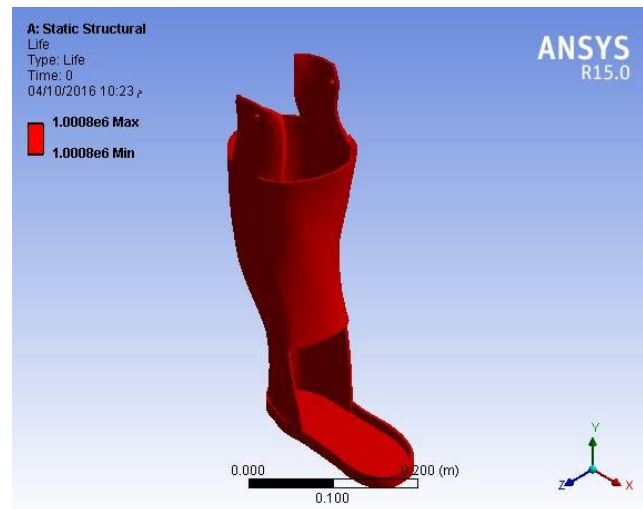 A: Static Structural
Life
Type: Life
Time: 0
04/10/2016 10:23 م
1.0008e6 Max
1.0008e6 Min
ANSYS
R15.0
0.000
0.200 (m)
0.100
Y
Z
X